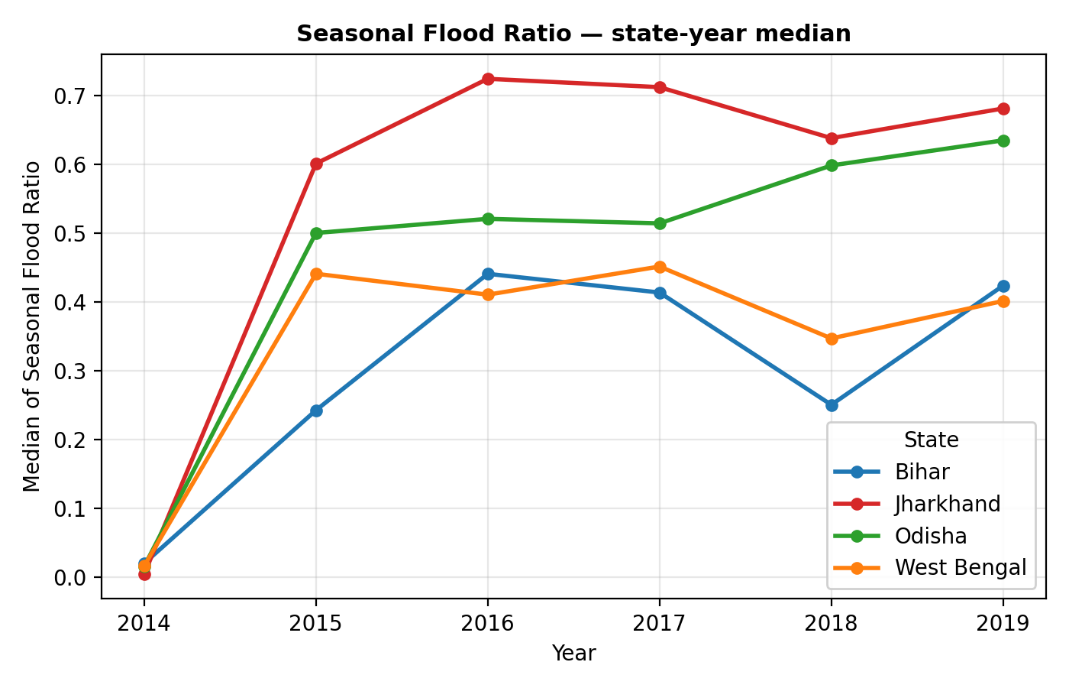 Seasonal Flood Ratio — state-year median
Median of Seasonal Flood Ratio
0.7
0.6
0.5
0.4
0.3
0.2
0.1
0.0
State
Bihar
Jharkhand
Odisha
West Bengal
2014 2015 2016 2017 2018 2019
Year